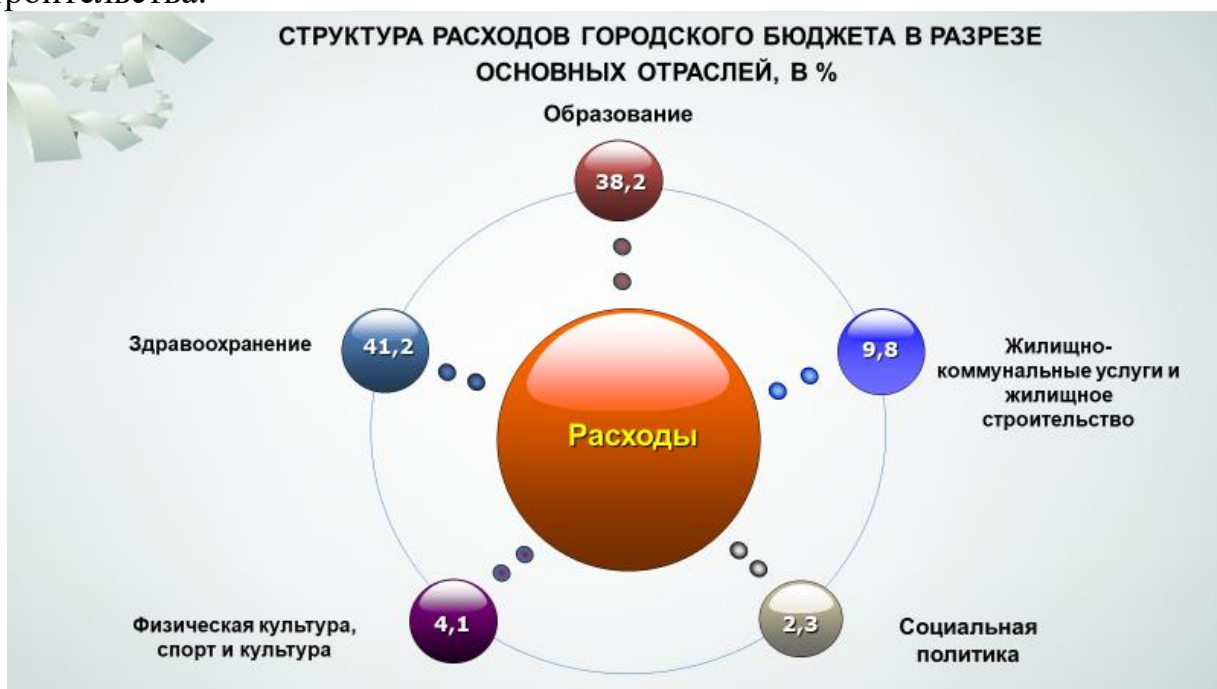 роительства.
СТРУКТУРА РАСХОДОВ ГОРОДСКОГО БЮДЖЕТА В РАЗРЕЗЕ
ОСНОВНЫХ ОТРАСЛЕЙ, В %
Образование
38,2
Здравоохранение
41,2
9,8
Жилищно-
коммунальные услуги и
жилищное
строительство
Расходы
Физическая культура,
спорт и культура
4,1
2,3
Социальная
политика